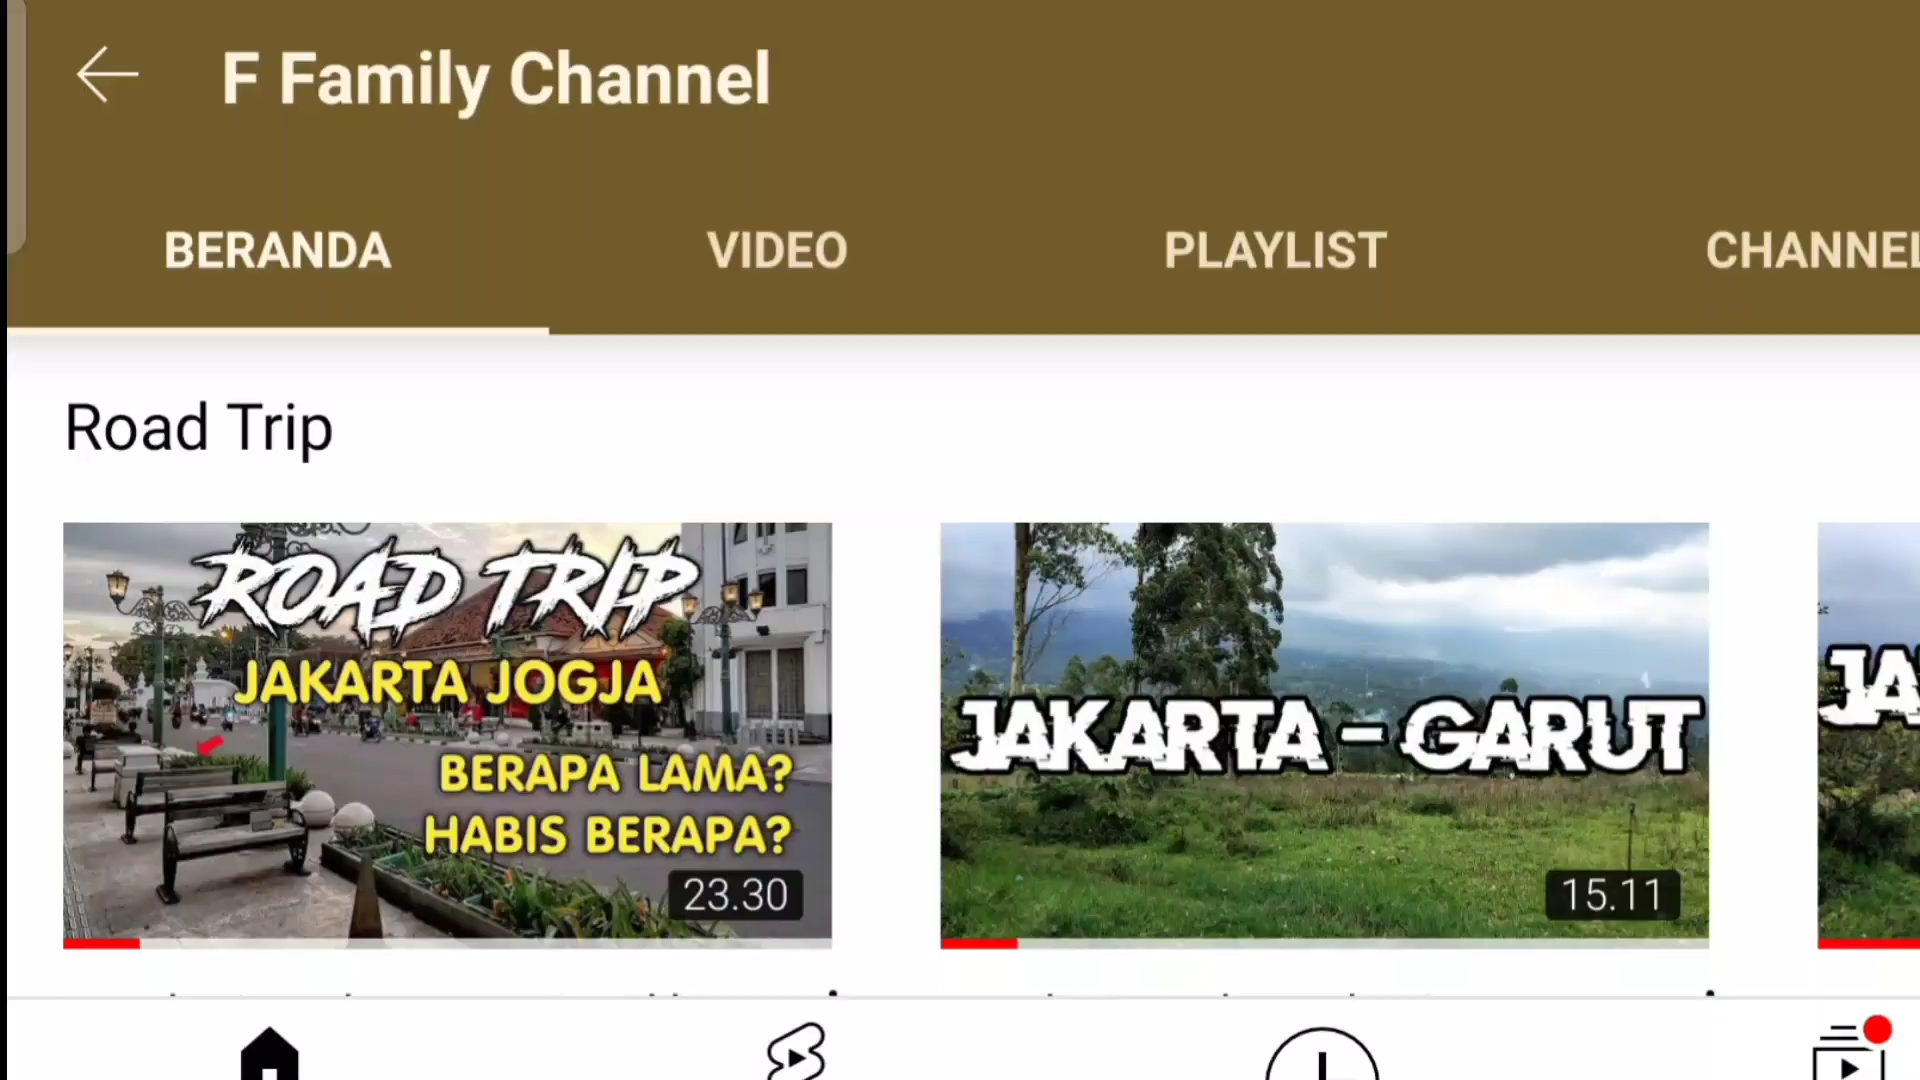 F Family Channel
BERANDA VIDEO PLAYLIST CHANNEL
Road Trip
ROAD TRIP
JAKARTA JOGJA
BERAPA LAMA?
HABIS BERAPA?
23.30
JAKARTA - GARUT
15.11
JA